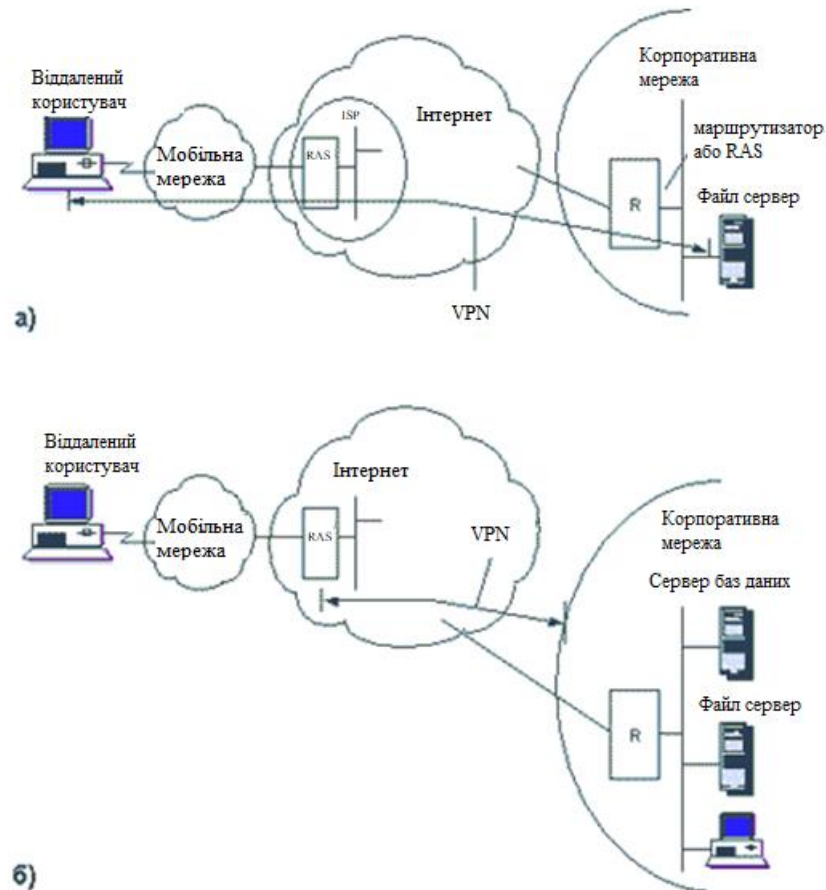 Віддалений
користувач
Мобільна
мережа
RAS
ISP
Інтернет
VPN
Корпоративна
мережа
маршрутизатор
або RAS
R
Файл сервер
а)
Віддалений
користувач
Мобільна
мережа
Інтернет
RAS
VPN
Корпоративна
мережа
Сервер баз даних
Файл сервер
R
б)